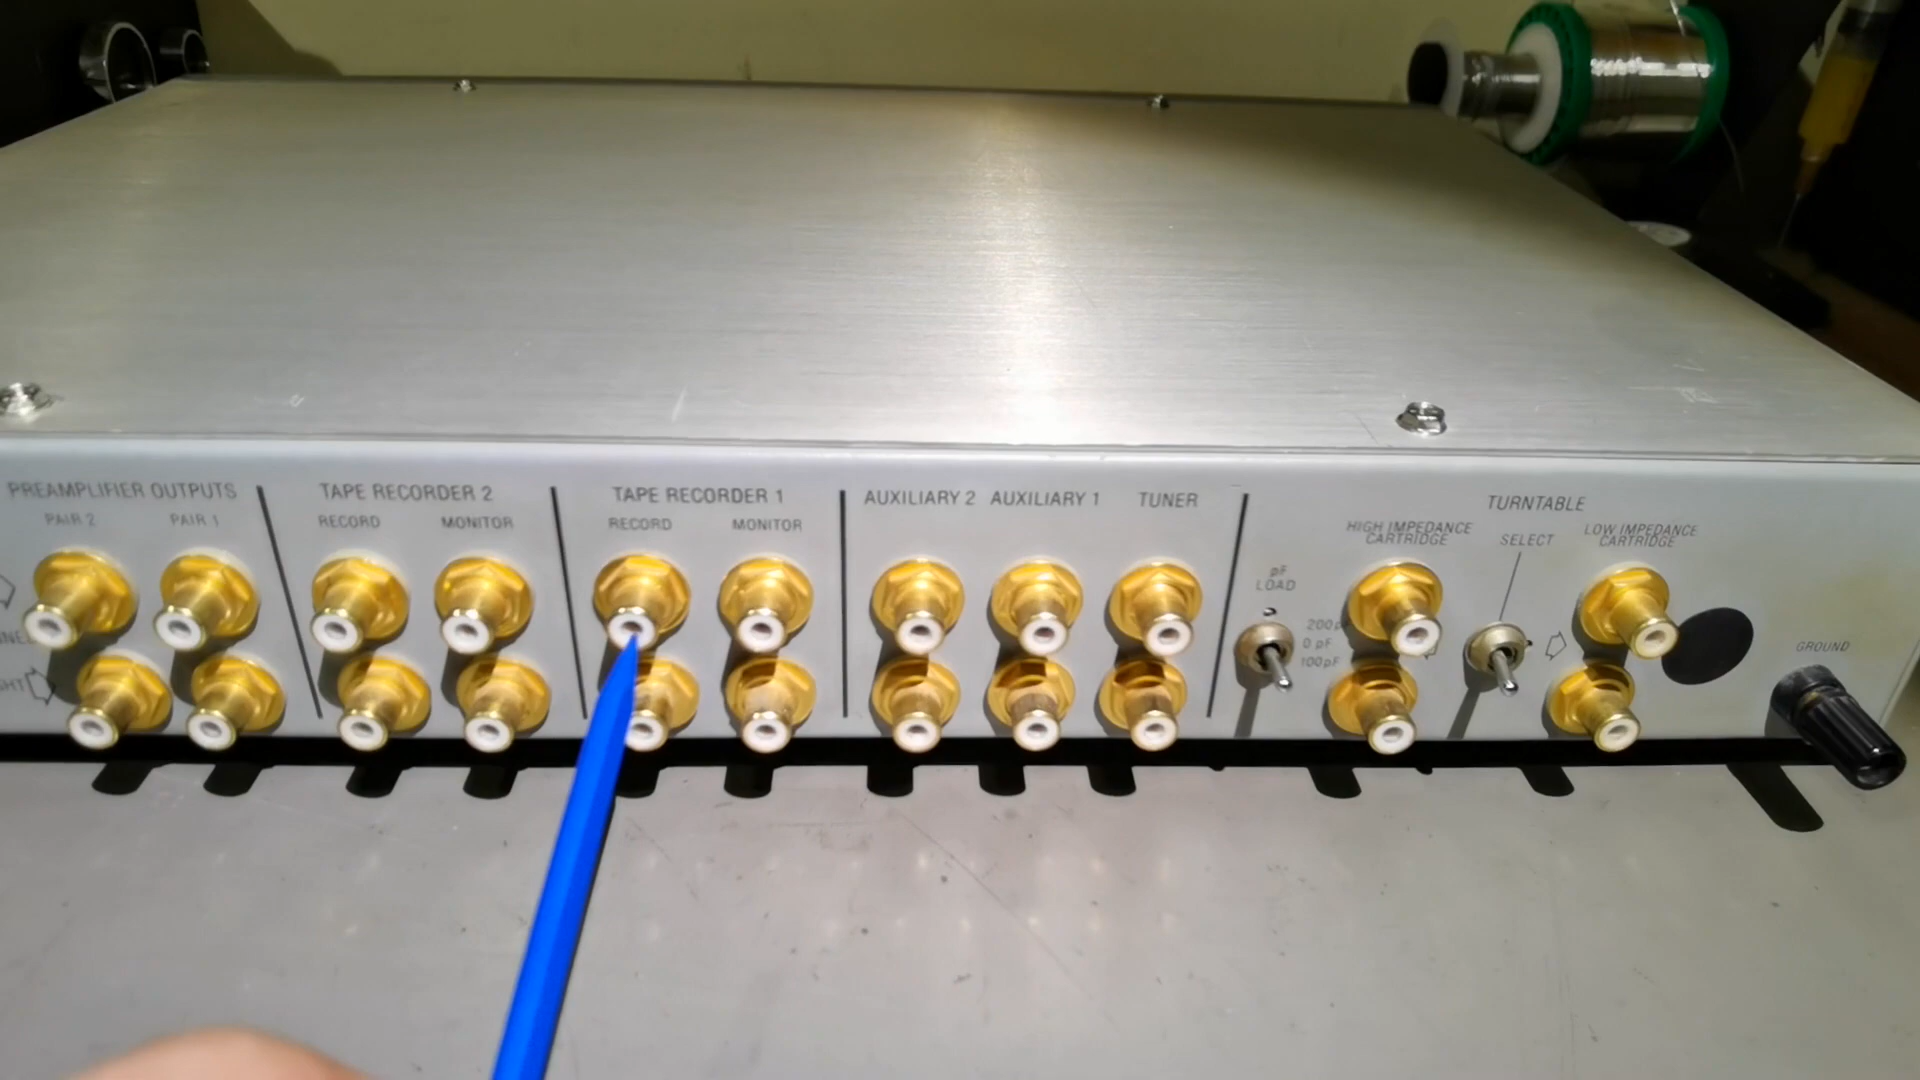 PREAMPLIFIER OUTPUTS
PAIR 2 PAIR 1
TAPE RECORDER 2
RECORD MONITOR
TAPE RECORDER 1
RECORD MONITOR
AUXILIARY 2 AUXILIARY 1 TUNER
TURNTABLE
HIGH IMPEDANCE
CARTRIDGE
SELECT
LOW IMPEDANCE
CARTRIDGE
pF
LOAD
200p
0 pF
100pF
GROUND